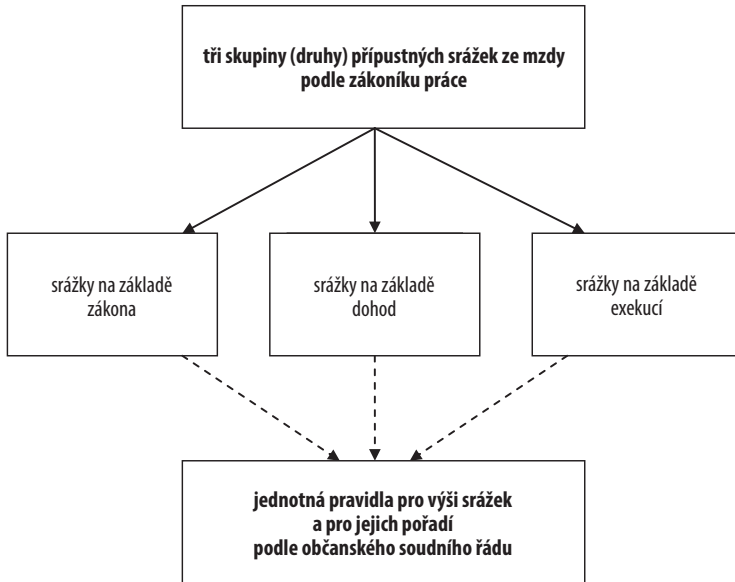 tři skupiny (druhy) přípustných srážek ze mzdy
podle zákoníku práce
srážky na základě
zákona
srážky na základě
dohod
srážky na základě
exekucí
jednotná pravidla pro výši srážek
a pro jejich pořadí
podle občanského soudního řádu